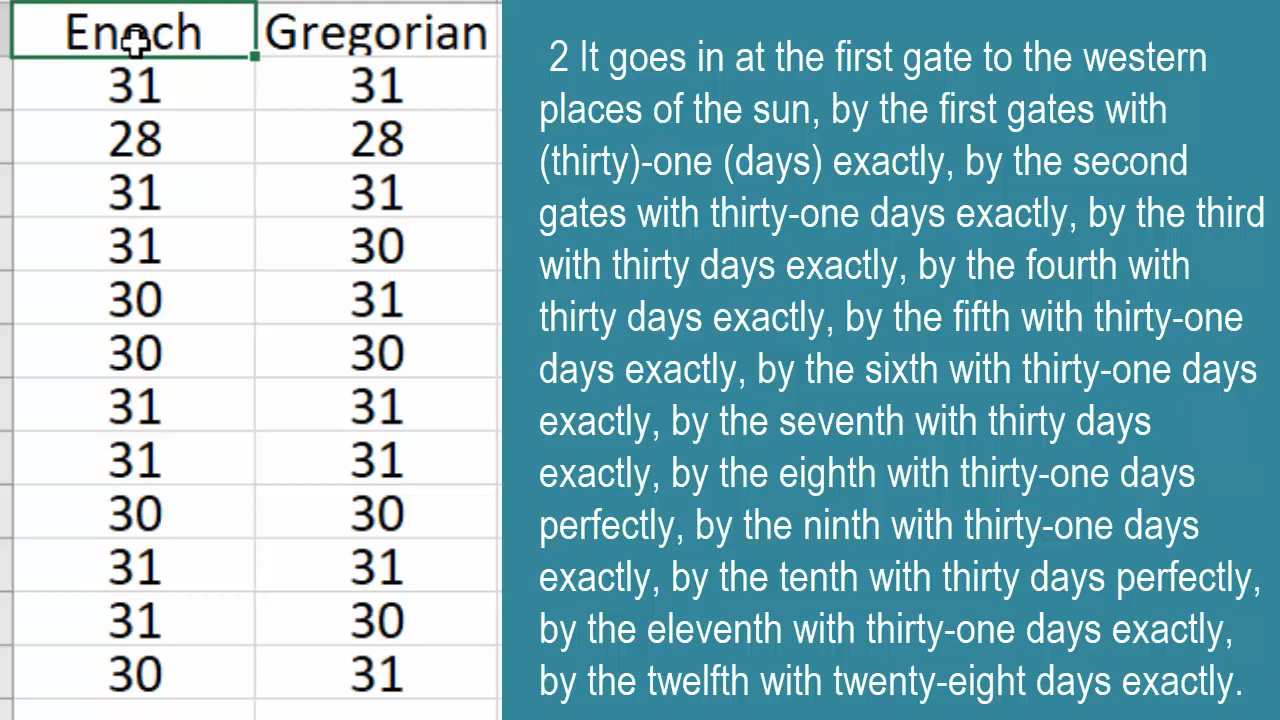 Enoch Gregorian
31 31
28 28
31 31
31 30
30 31
30 30
31 31
31 31
30 30
31 31
31 30
30 31
2 It goes in at the first gate to the western
places of the sun, by the first gates with
(thirty)-one (days) exactly, by the second
gates with thirty-one days exactly, by the third
with thirty days exactly, by the fourth with
thirty days exactly, by the fifth with thirty-one
days exactly, by the sixth with thirty-one days
exactly, by the seventh with thirty days
exactly, by the eighth with thirty-one days
perfectly, by the ninth with thirty-one days
exactly, by the tenth with thirty days perfectly,
by the eleventh with thirty-one days exactly,
by the twelfth with twenty-eight days exactly.